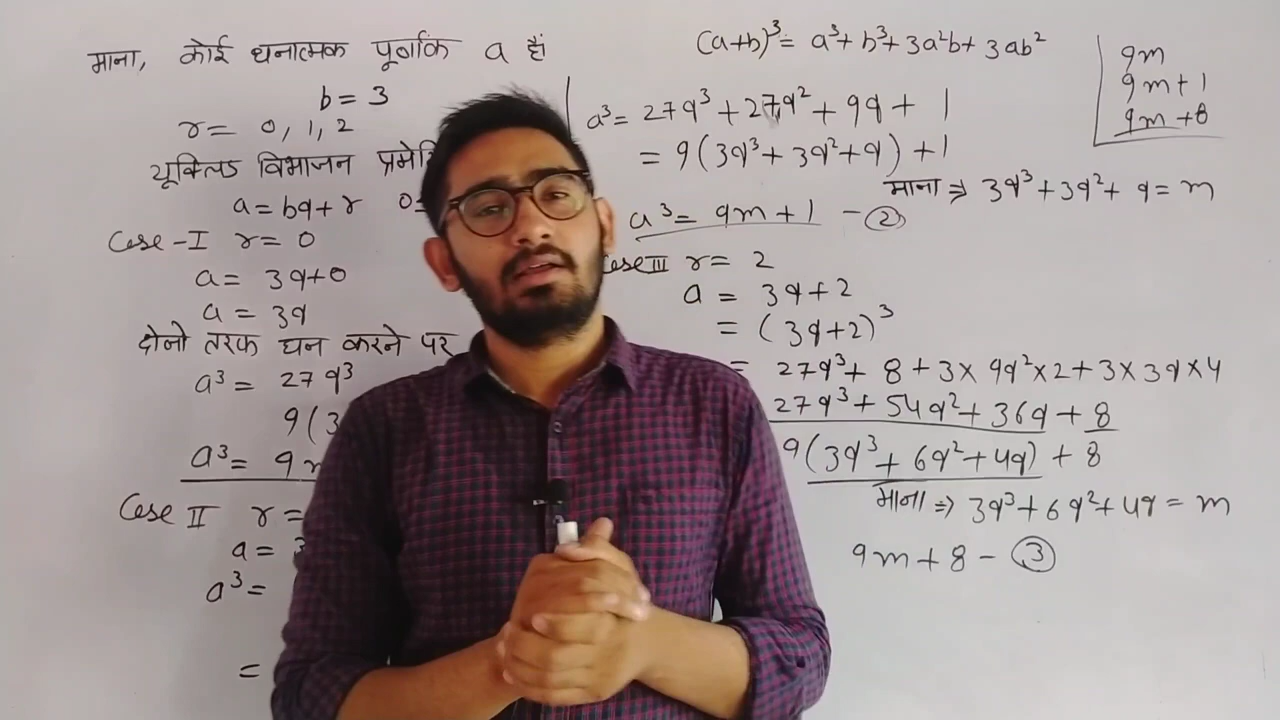 माना, कोई धनात्मक पूर्णांक a हैं
b = 3
r = 0, 1, 2
यूक्लिड विभाजन
a = bq + r 0
Case - I r = 0
a = 3q + 0
a = 3q
दोनो तरफ घन करने पर
a³ = 27q³
9(3
a³ = 9
Case II r =
a =
a³ =
=
(a+b)³ = a³ + b³ + 3a²b + 3ab²
a³ = 27q³ + 27q² + 9q + 1
= 9(3q³ + 3q² + q) + 1
माना ⇒ 3q³ + 3q² + q = m
a³ = 9m + 1 - ②
Case III r = 2
a = 3q + 2
= (3q + 2)³
= 27q³ + 8 + 3 × 9q² × 2 + 3 × 3q × 4
27q³ + 54q² + 36q + 8
9(3q³ + 6q² + 4q) + 8
माना ⇒ 3q³ + 6q² + 4q = m
9m + 8 - ③
9m
9m + 1
9m + 8